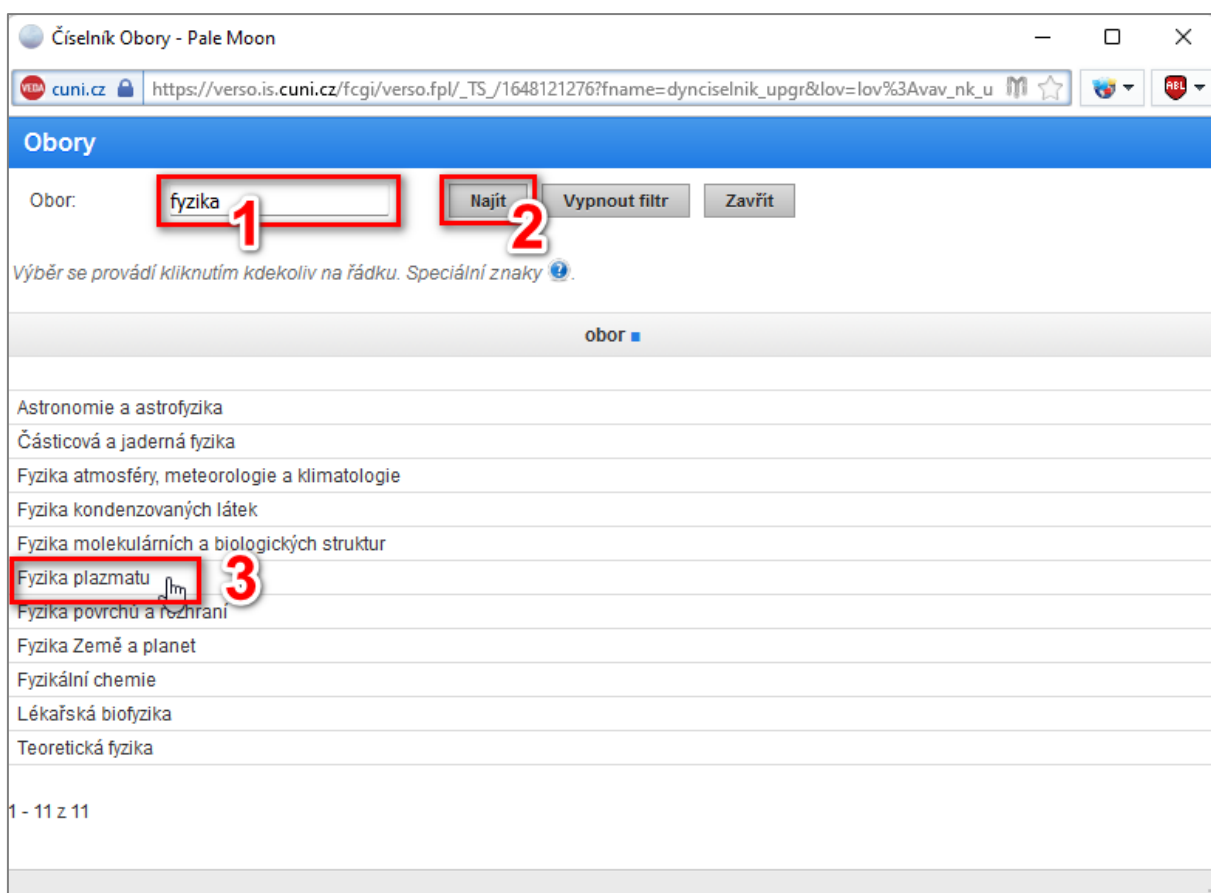 Číselník Obory - Pale Moon
VEDA cuni.cz https://verso.is.cuni.cz/fcgi/verso.fpl/_TS_/1648121276?fname=dynciselnik_upgr&lov=lov%3Avav_nk_u ABL
Obory
Obor: fyzika 1 Najít 2 Vypnout filtr Zavřít
Výběr se provádí kliknutím kdekoliv na řádku. Speciální znaky ?.
obor
Astronomie a astrofyzika
Částicová a jaderná fyzika
Fyzika atmosféry, meteorologie a klimatologie
Fyzika kondenzovaných látek
Fyzika molekulárních a biologických struktur
Fyzika plazmatu 3
Fyzika povrchů a rozhraní
Fyzika Země a planet
Fyzikální chemie
Lékařská biofyzika
Teoretická fyzika
1 - 11 z 11